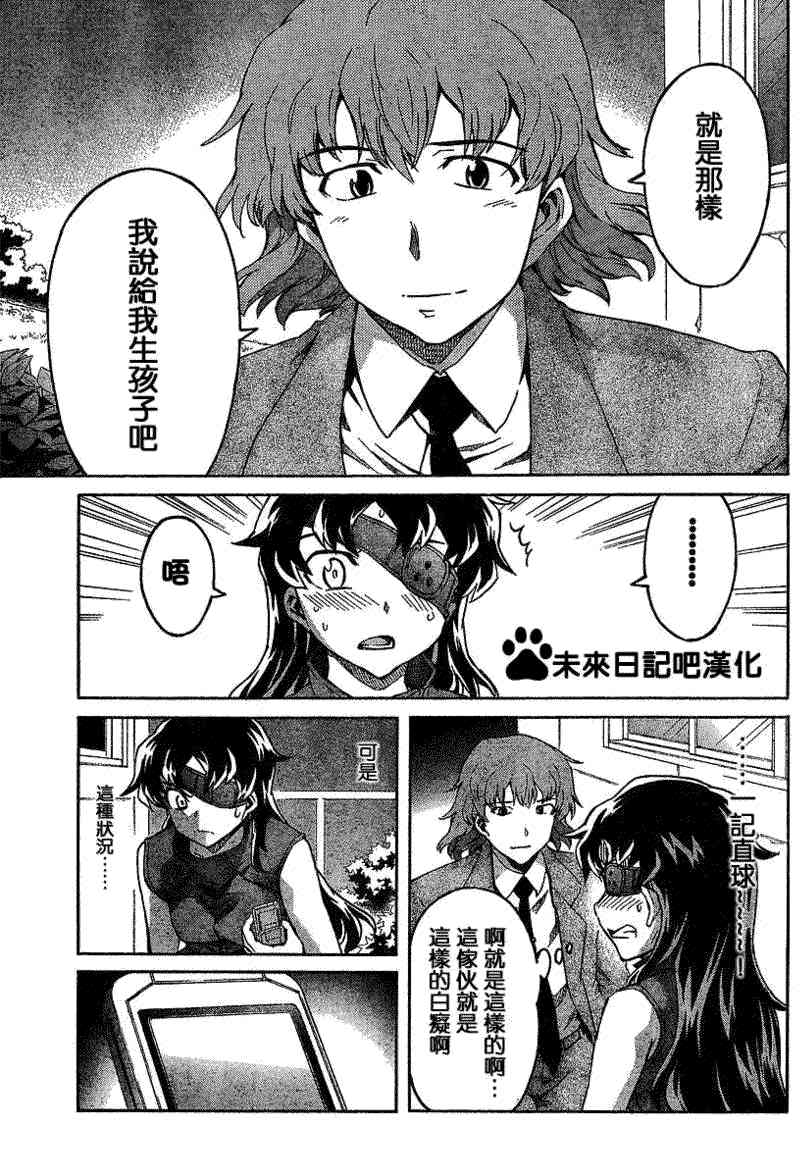 就是那樣
我說給我生孩子吧
………
唔
未來日記吧漢化
………一記直球~~~~!
啊就是這樣的啊…
這傢伙就是
這樣的白癡啊
可是
這種狀況……